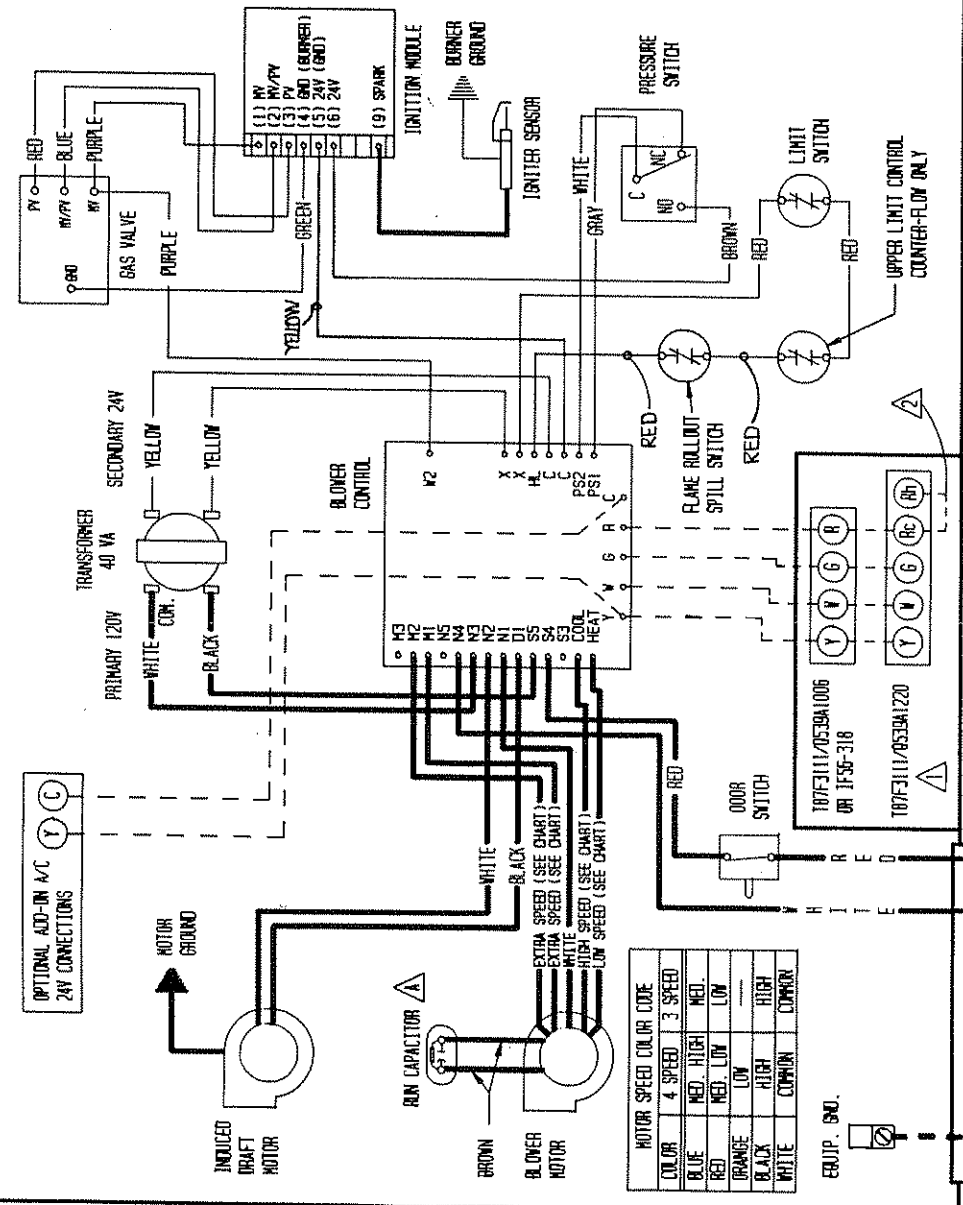 OPTIONAL ADD-ON A/C
24V CONNECTIONS
Y
C
MOTOR
GROUND
INDUCED
DRAFT
MOTOR
RUN CAPACITOR
A
BROWN
BLOWER
MOTOR
WHITE
BLACK
EXTRA SPEED (SEE CHART)
EXTRA SPEED (SEE CHART)
WHITE
HIGH SPEED (SEE CHART)
LOW SPEED (SEE CHART)
MOTOR SPEED COLOR CODE
COLOR 4 SPEED 3 SPEED
BLUE MED. HIGH MED.
RED MED. LOW LOW
ORANGE LOW ----
BLACK HIGH HIGH
WHITE COMMON COMMON
EQUIP. GND.
PRIMARY 120V
TRANSFORMER
40 VA
SECONDARY 24V
WHITE
COM.
BLACK
YELLOW
YELLOW
BLOWER
CONTROL
M3
M2
M1
N5
N4
N3
N2
N1
D1
S5
S4
S3
COOL
HEAT
W2
X
X
HL
C
C
PS2
PS1
Y
W
G
R
C
RED
DOOR
SWITCH
WHITE
RED
T87F3111/Q539A1006
OR 1F56-318
Y
W
G
R
T87F3111/Q539A1220
Y
W
G
Rc
Rh
1
2
GAS VALVE
PV
MV/PV
MV
GND
RED
BLUE
PURPLE
PURPLE
GREEN
YELLOW
(1) MV
(2) MV/PV
(3) PV
(4) GND (BURNER)
(5) 24V (GND)
(6) 24V
(9) SPARK
IGNITION MODULE
BURNER
GROUND
IGNITER SENSOR
WHITE
GRAY
BROWN
PRESSURE
SWITCH
C
NC
NO
RED
LIMIT
SWITCH
RED
UPPER LIMIT CONTROL
COUNTER-FLOW ONLY
RED
FLAME ROLLOUT
SPILL SWITCH
RED